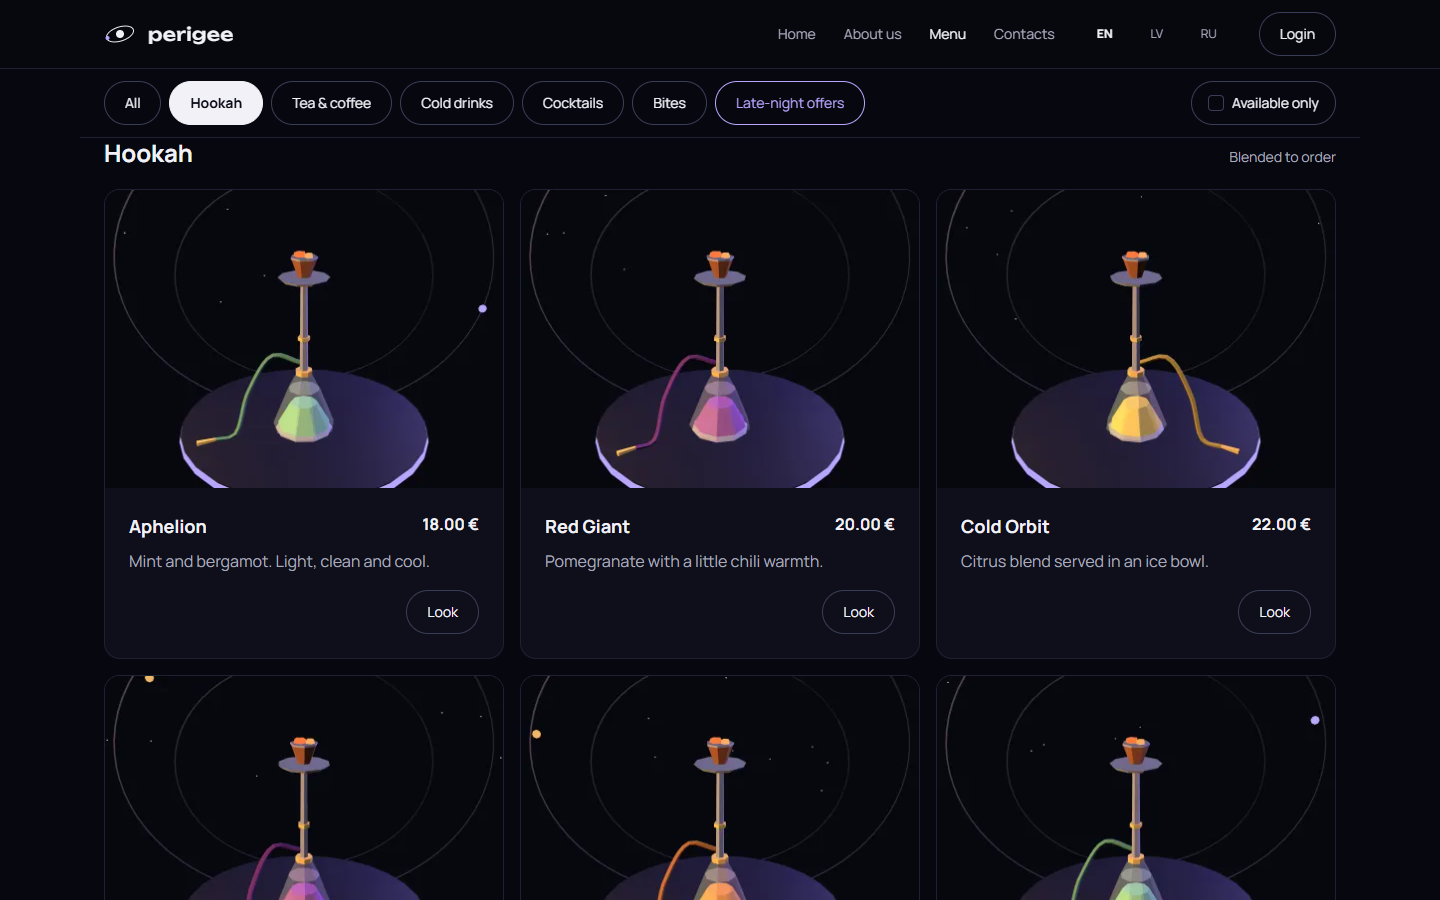 perigee
Home About us Menu Contacts EN LV RU Login
All Hookah Tea & coffee Cold drinks Cocktails Bites Late-night offers Available only
Hookah Blended to order
Aphelion 18.00 €
Mint and bergamot. Light, clean and cool.
Look
Red Giant 20.00 €
Pomegranate with a little chili warmth.
Look
Cold Orbit 22.00 €
Citrus blend served in an ice bowl.
Look